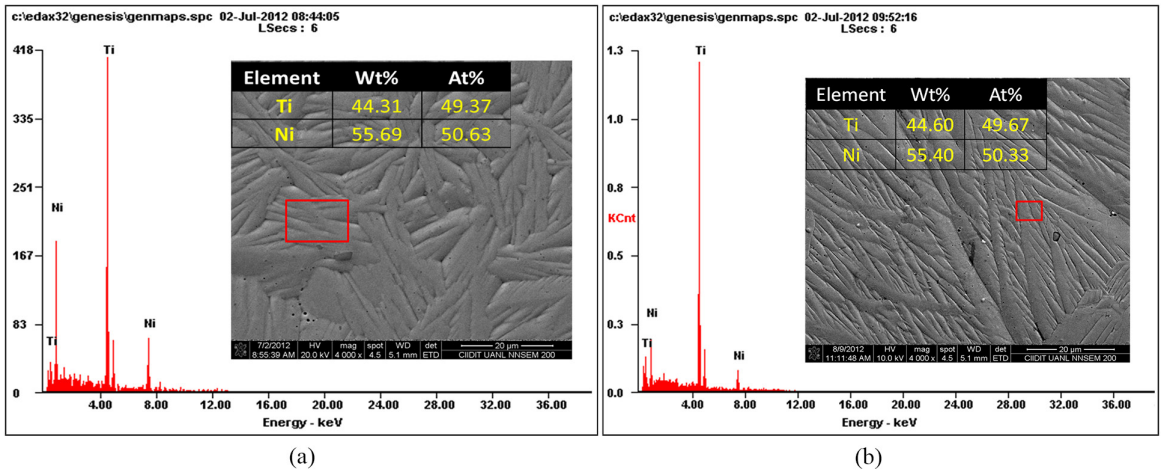 c:\edax32\genesis\genmaps.spc 02-Jul-2012 08:44:05
LSecs : 6
418
335
251
167
83
0
Ti
Ni
Ti
Ni
4.00 8.00 12.00 16.00 20.00 24.00 28.00 32.00 36.00
Energy - keV
Element Wt% At%
Ti 44.31 49.37
Ni 55.69 50.63
7/2/2012 HV mag spot WD det 20 µm
8:55:39 AM 20.0 kV 4 000 x 4.5 5.1 mm ETD CIIDIT UANL NNSEM 200
(a)
c:\edax32\genesis\genmaps.spc 02-Jul-2012 09:52:16
LSecs : 6
1.3
1.0
0.8
KCnt
0.5
0.3
0.0
Ti
Ni
Ti
Ni
4.00 8.00 12.00 16.00 20.00 24.00 28.00 32.00 36.00
Energy - keV
Element Wt% At%
Ti 44.60 49.67
Ni 55.40 50.33
8/9/2012 HV mag spot WD det 20 µm
11:11:48 AM 10.0 kV 4 000 x 4.5 5.1 mm ETD CIIDIT UANL NNSEM 200
(b)